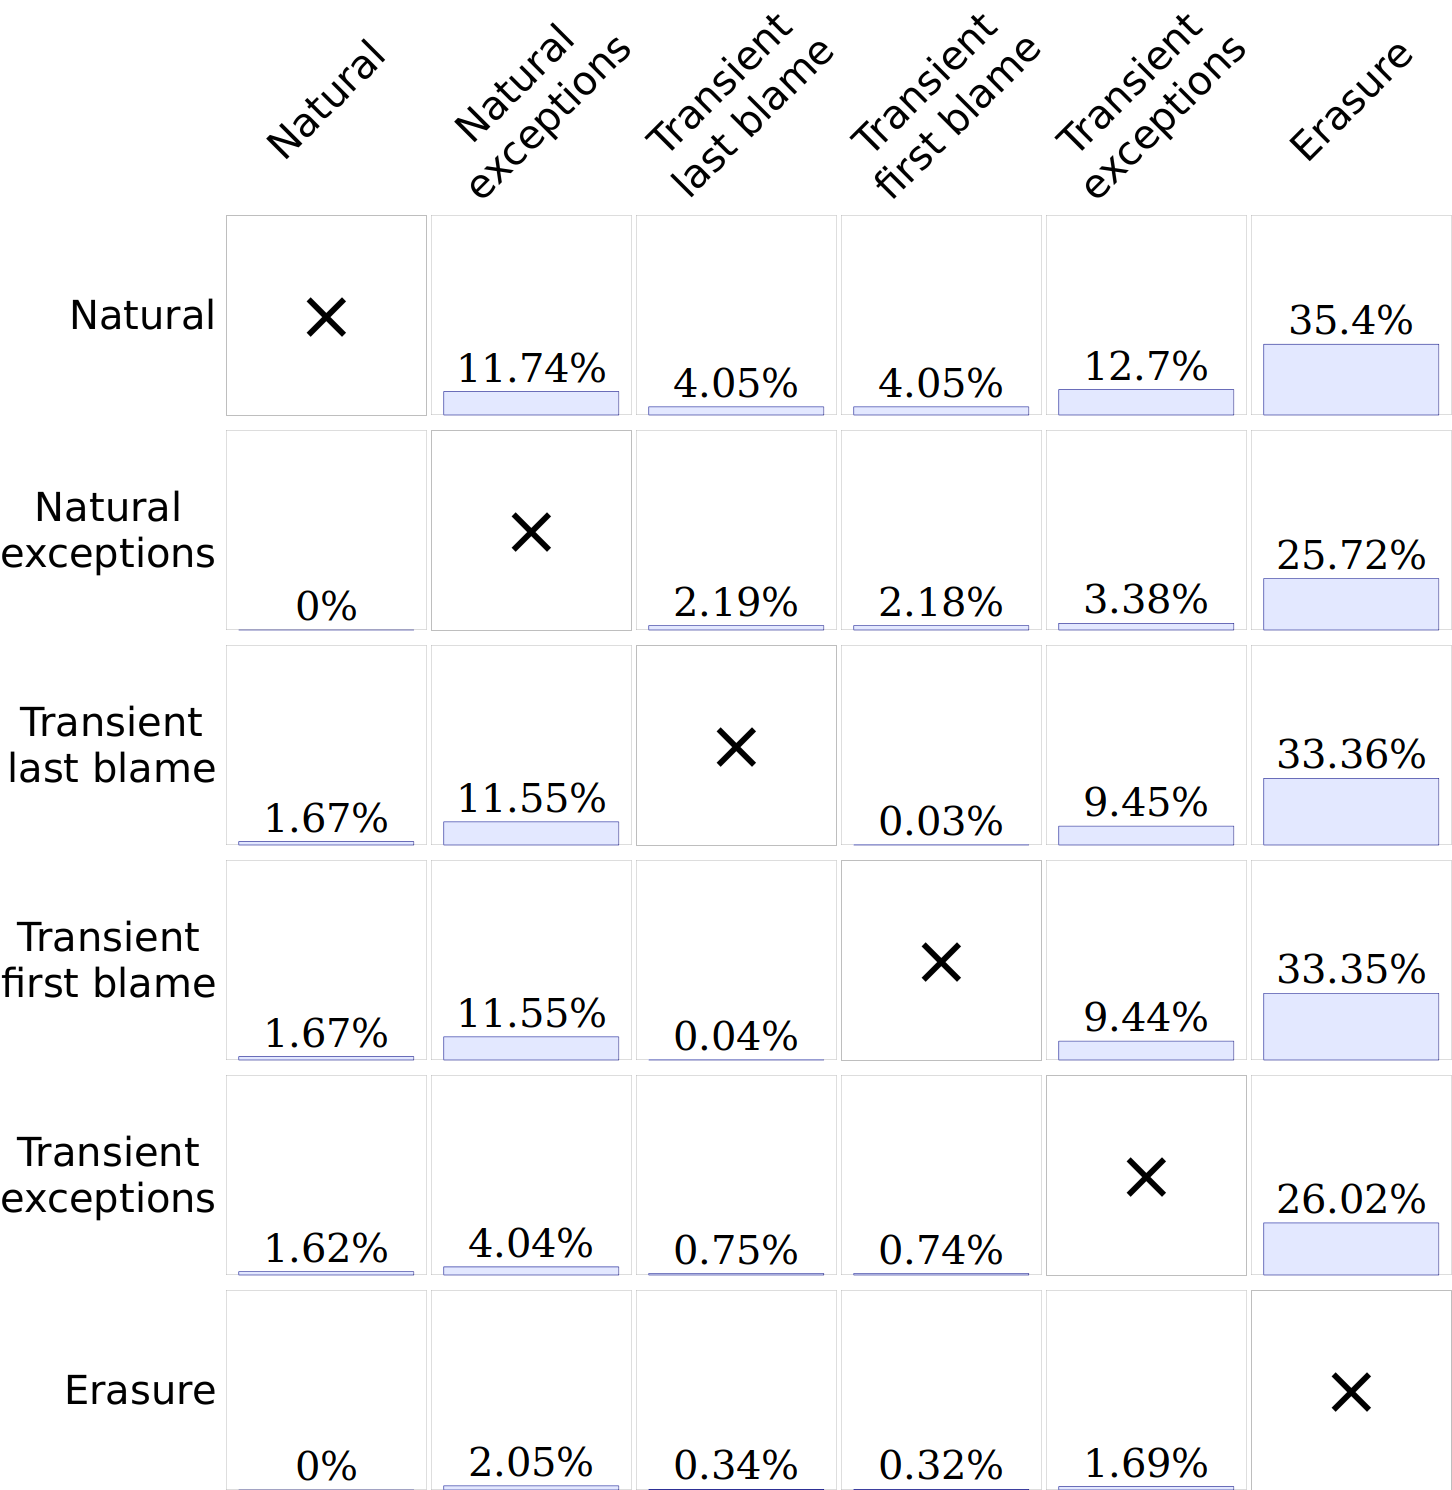 Natural
Natural
exceptions
Transient
last blame
Transient
first blame
Transient
exceptions
Erasure
Natural
11.74%
4.05%
4.05%
12.7%
35.4%
Natural
exceptions
0%
2.19%
2.18%
3.38%
25.72%
Transient
last blame
1.67%
11.55%
0.03%
9.45%
33.36%
Transient
first blame
1.67%
11.55%
0.04%
9.44%
33.35%
Transient
exceptions
1.62%
4.04%
0.75%
0.74%
26.02%
Erasure
0%
2.05%
0.34%
0.32%
1.69%